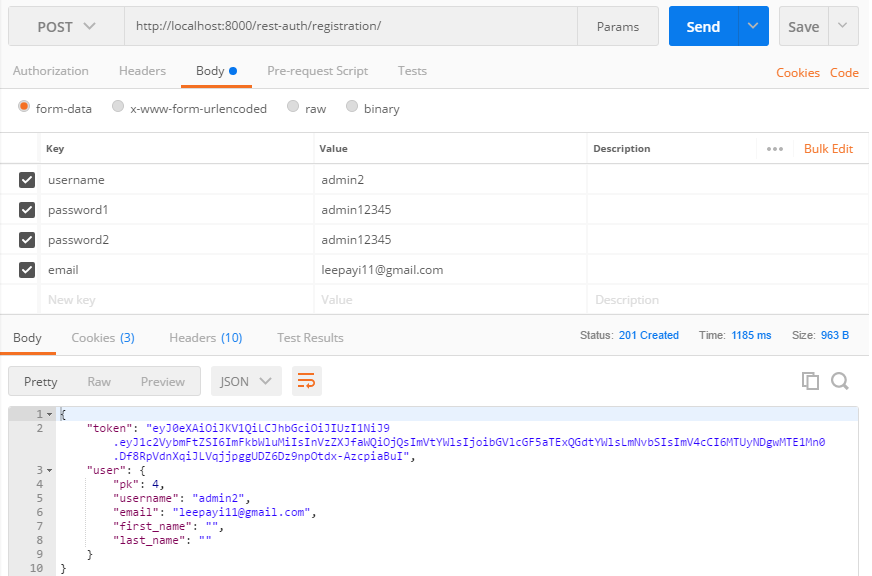 POST http://localhost:8000/rest-auth/registration/ Params Send Save
Authorization Headers Body Pre-request Script Tests Cookies Code
form-data x-www-form-urlencoded raw binary
Key Value Description ••• Bulk Edit
username admin2
password1 admin12345
password2 admin12345
email leepayi11@gmail.com
New key Value Description
Body Cookies (3) Headers (10) Test Results Status: 201 Created Time: 1185 ms Size: 963 B
Pretty Raw Preview JSON
1 {
2 "token": "eyJ0eXAiOiJKV1QiLCJhbGciOiJIUzI1NiJ9
.eyJ1c2VybmFtZSI6ImFkbWluMiIsInVzZXJfaWQiOjQsImVtYWlsIjoibGVlcGF5aTExQGdtYWlsLmNvbSIsImV4cCI6MTUyNDgwMTE1Mn0
.Df8RpVdnXqiJLVqjjpggUDZ6Dz9npOtdx-AzcpiaBuI",
3 "user": {
4 "pk": 4,
5 "username": "admin2",
6 "email": "leepayi11@gmail.com",
7 "first_name": "",
8 "last_name": ""
9 }
10 }